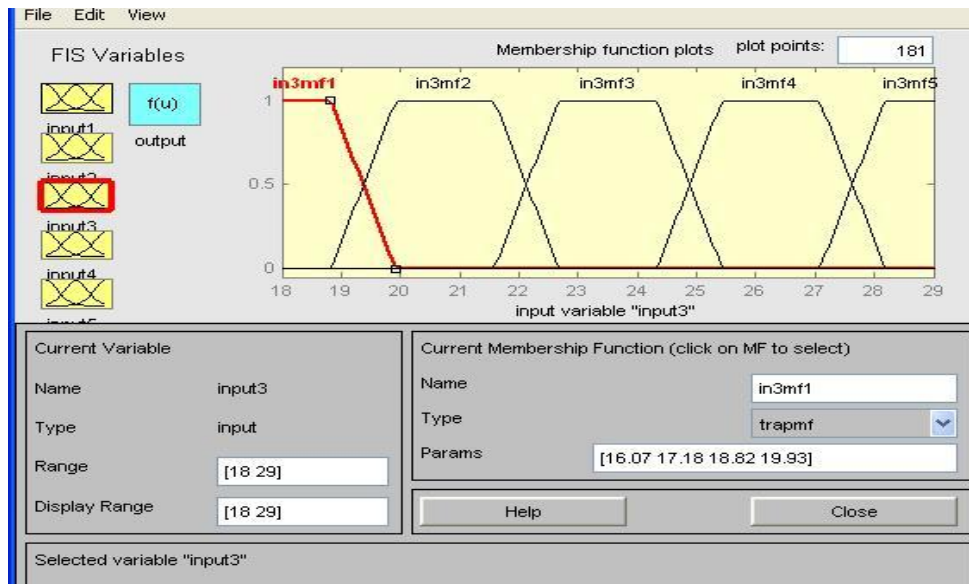 File Edit View
FIS Variables
f(u)
output
input1
input2
input3
input4
input5
Membership function plots plot points: 181
in3mf1 in3mf2 in3mf3 in3mf4 in3mf5
1
0.5
0
18 19 20 21 22 23 24 25 26 27 28 29
input variable "input3"
Current Variable
Name input3
Type input
Range [18 29]
Display Range [18 29]
Current Membership Function (click on MF to select)
Name in3mf1
Type trapmf
Params [16.07 17.18 18.82 19.93]
Help Close
Selected variable "input3"